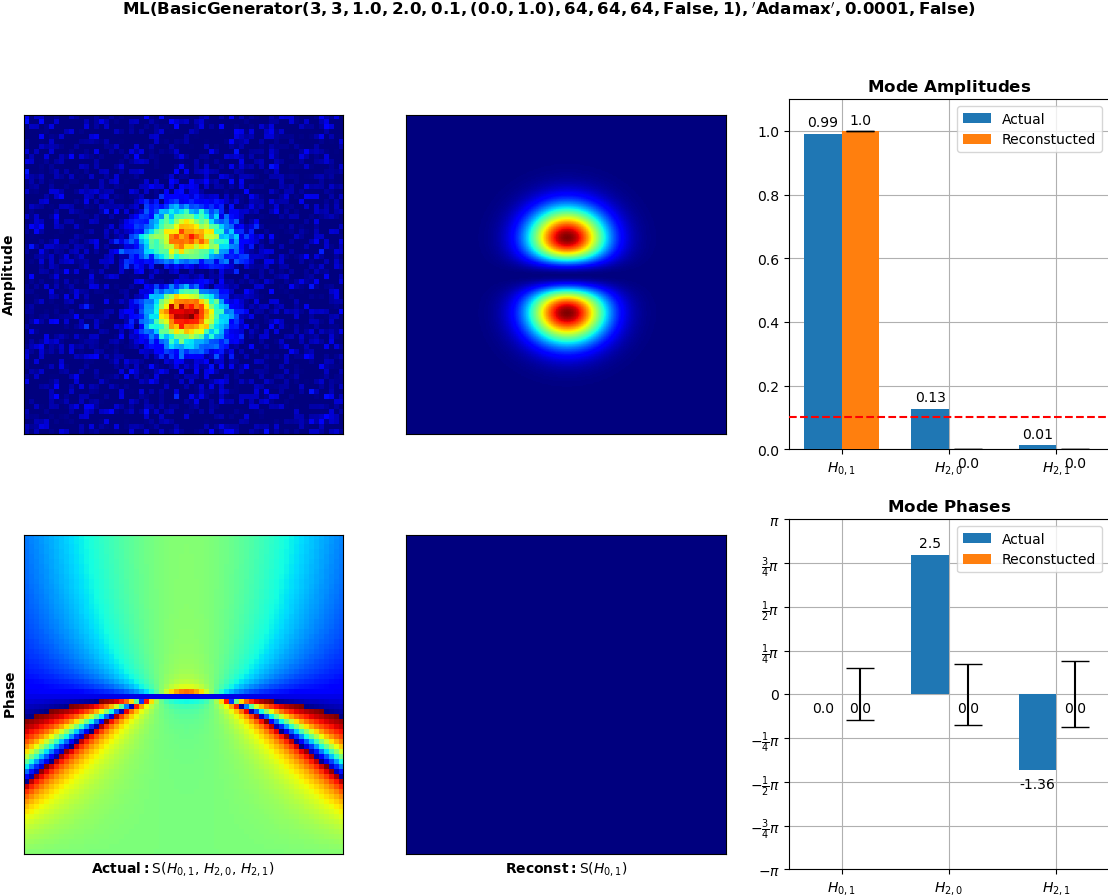 ML(BasicGenerator(3, 3, 1.0, 2.0, 0.1, (0.0, 1.0), 64, 64, 64, False, 1), ′Adamax′, 0.0001, False)
Mode Amplitudes
Amplitude
Actual
Reconstucted
0.99
1.0
0.13
0.0
0.01
0.0
1.0
0.8
0.6
0.4
0.2
0.0
H0,1
H2,0
H2,1
Mode Phases
Phase
Actual
Reconstucted
π
3/4π
1/2π
1/4π
0
−1/4π
−1/2π
−3/4π
−π
0.0
0.0
2.5
0.0
-1.36
0.0
H0,1
H2,0
H2,1
Actual: S(H0,1, H2,0, H2,1)
Reconst: S(H0,1)